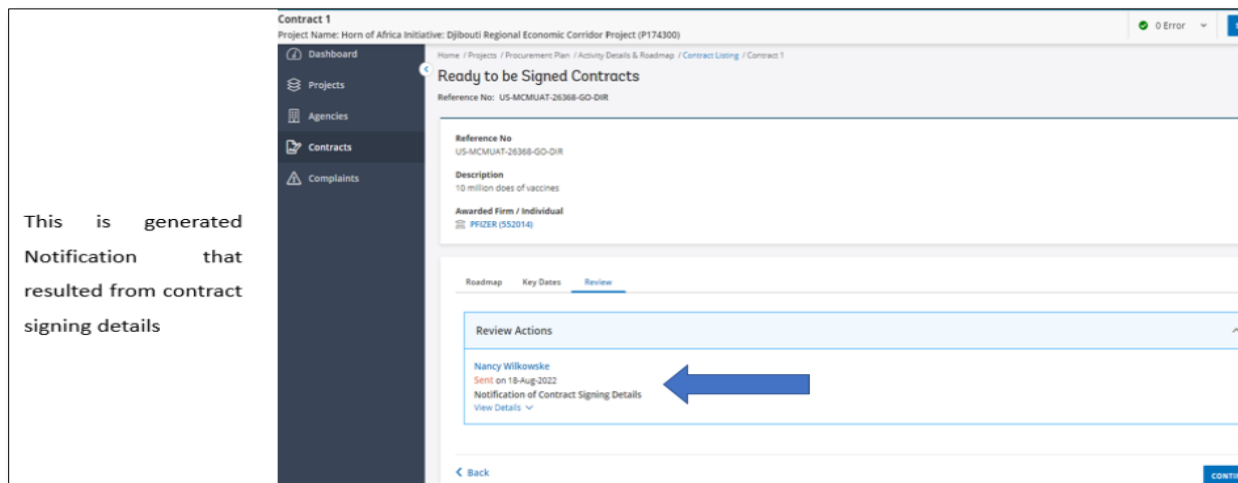 This is generated
Notification that
resulted from contract
signing details
Contract 1
Project Name: Horn of Africa Initiative: Djibouti Regional Economic Corridor Project (P174300)
0 Error
Dashboard
Projects
Agencies
Contracts
Complaints
Home / Projects / Procurement Plan / Activity Details & Roadmap / Contract Listing / Contract 1
Ready to be Signed Contracts
Reference No: US-MCMUAT-26368-GO-DIR
Reference No
US-MCMUAT-26368-GO-DIR
Description
10 million does of vaccines
Awarded Firm / Individual
PFIZER (552014)
Roadmap Key Dates Review
Review Actions
Nancy Wilkowske
Sent on 18-Aug-2022
Notification of Contract Signing Details
View Details
Back